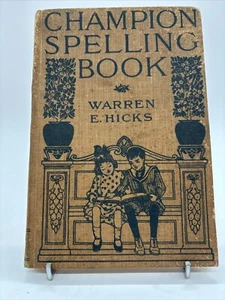 CHAMPION
SPELLING
BOOK
WARREN
E. HICKS